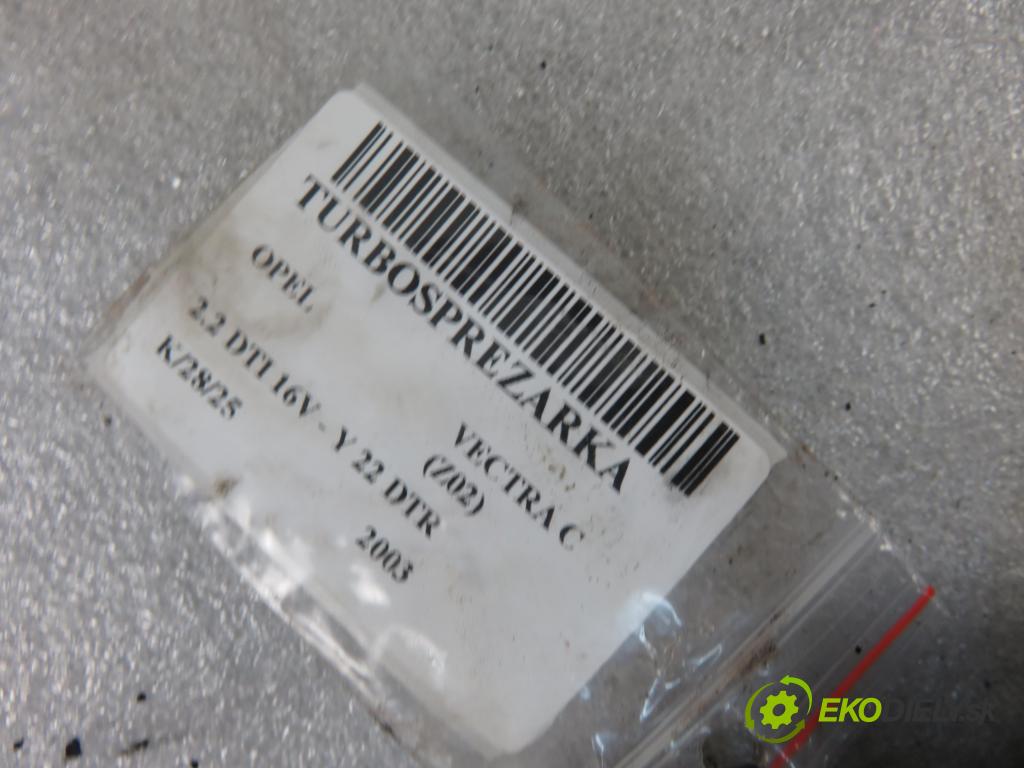 TURBOSPREZARKA
OPEL
VECTRA C
(Z02)
2.2 DTI 16V - Y 22 DTR
2003
K/28/25
EKODIELY.SK